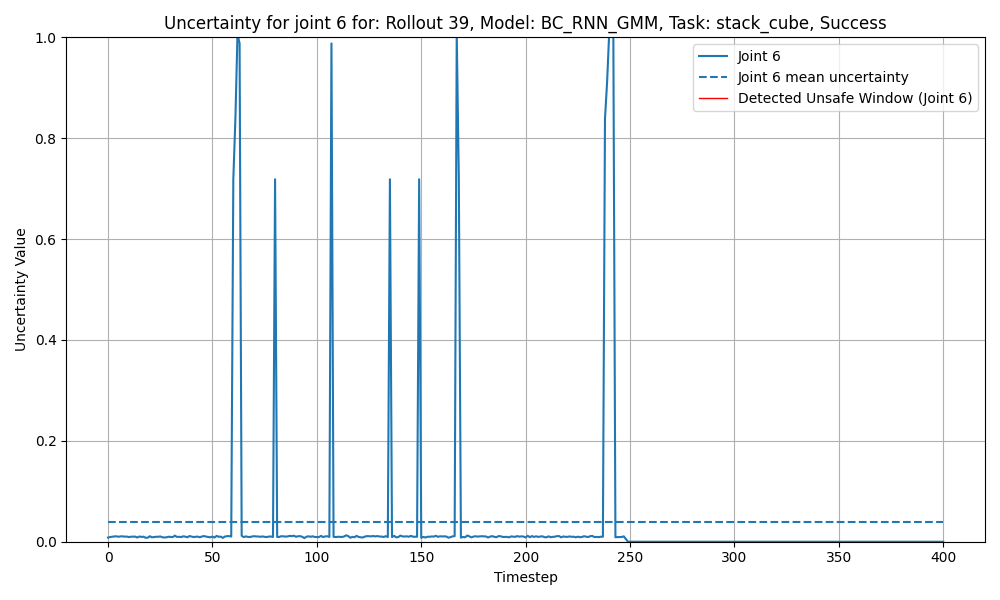 Uncertainty for joint 6 for: Rollout 39, Model: BC_RNN_GMM, Task: stack_cube, Success
Joint 6
Joint 6 mean uncertainty
Detected Unsafe Window (Joint 6)
Uncertainty Value
1.0
0.8
0.6
0.4
0.2
0.0
0 50 100 150 200 250 300 350 400
Timestep